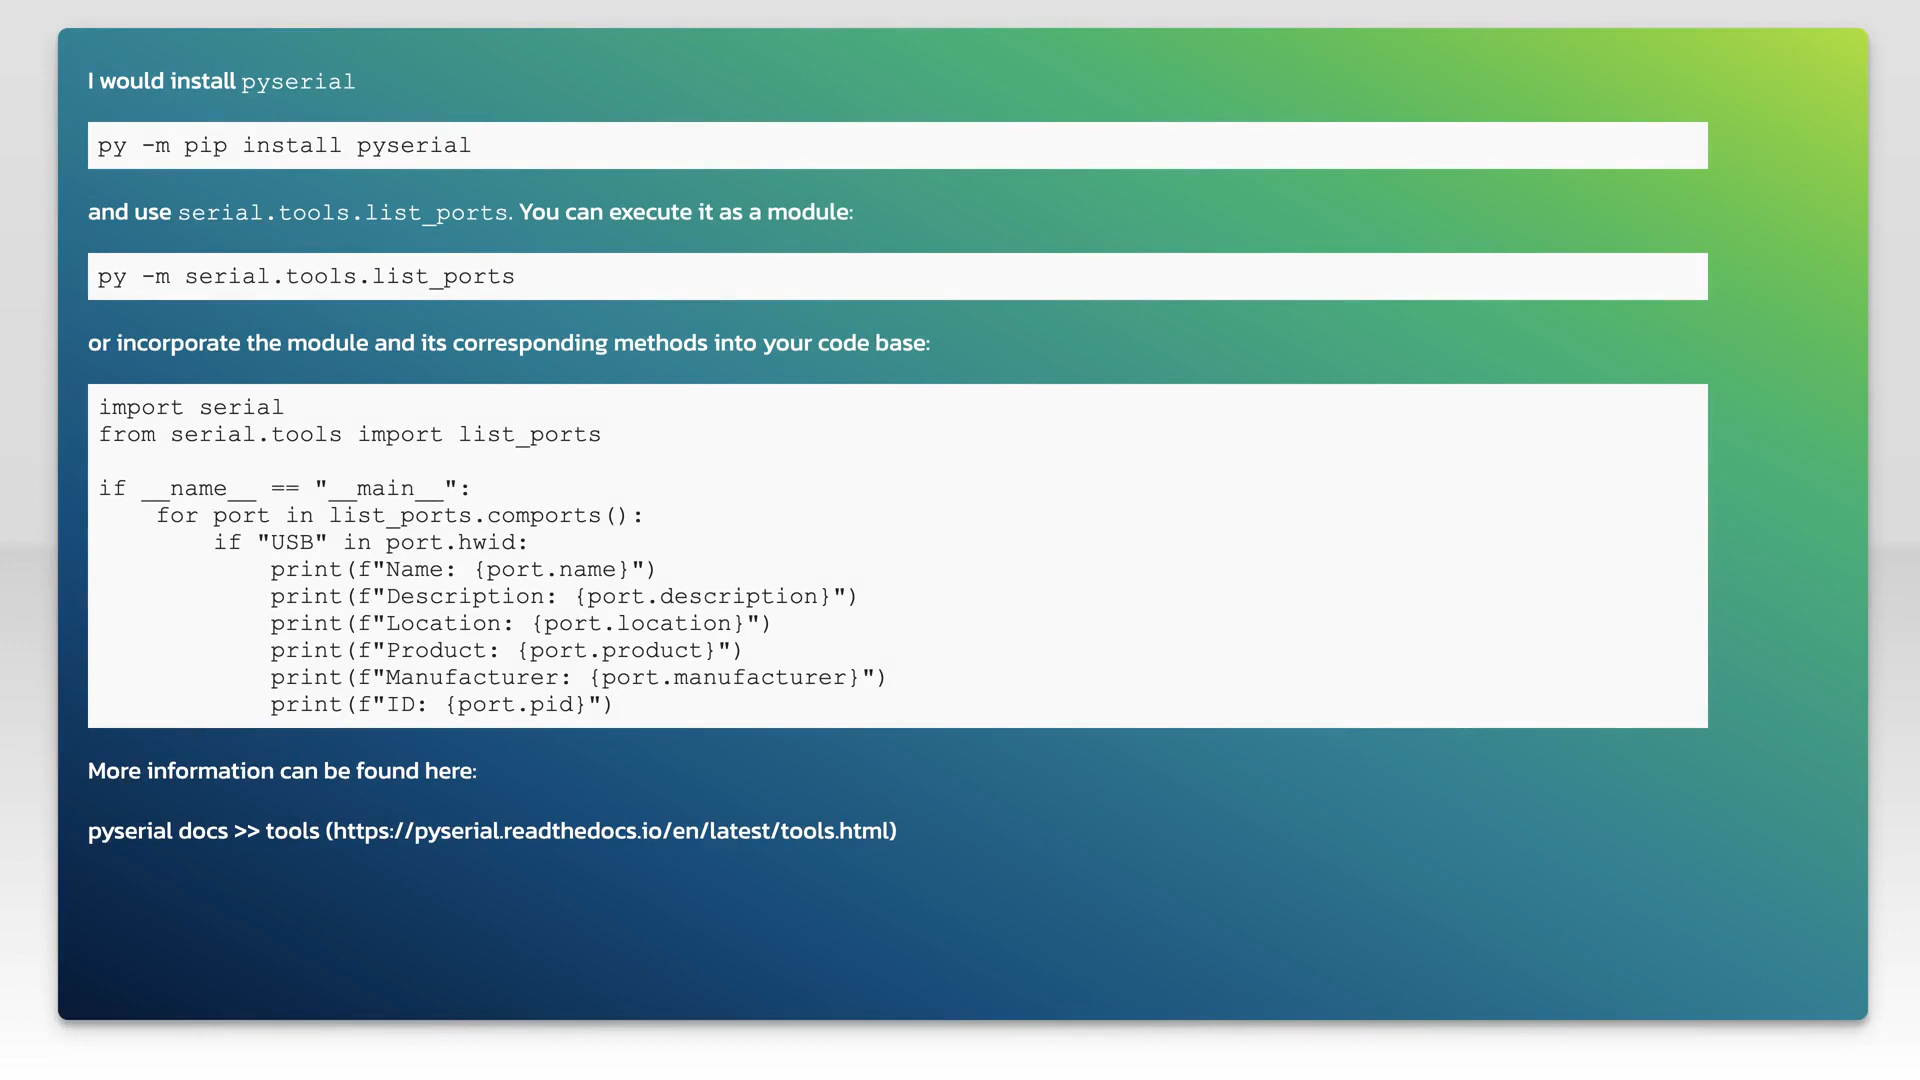 I would install pyserial
py -m pip install pyserial
and use serial.tools.list_ports. You can execute it as a module:
py -m serial.tools.list_ports
or incorporate the module and its corresponding methods into your code base:
import serial
from serial.tools import list_ports

if __name__ == "__main__":
    for port in list_ports.comports():
        if "USB" in port.hwid:
            print(f"Name: {port.name}")
            print(f"Description: {port.description}")
            print(f"Location: {port.location}")
            print(f"Product: {port.product}")
            print(f"Manufacturer: {port.manufacturer}")
            print(f"ID: {port.pid}")
More information can be found here:
pyserial docs >> tools (https://pyserial.readthedocs.io/en/latest/tools.html)